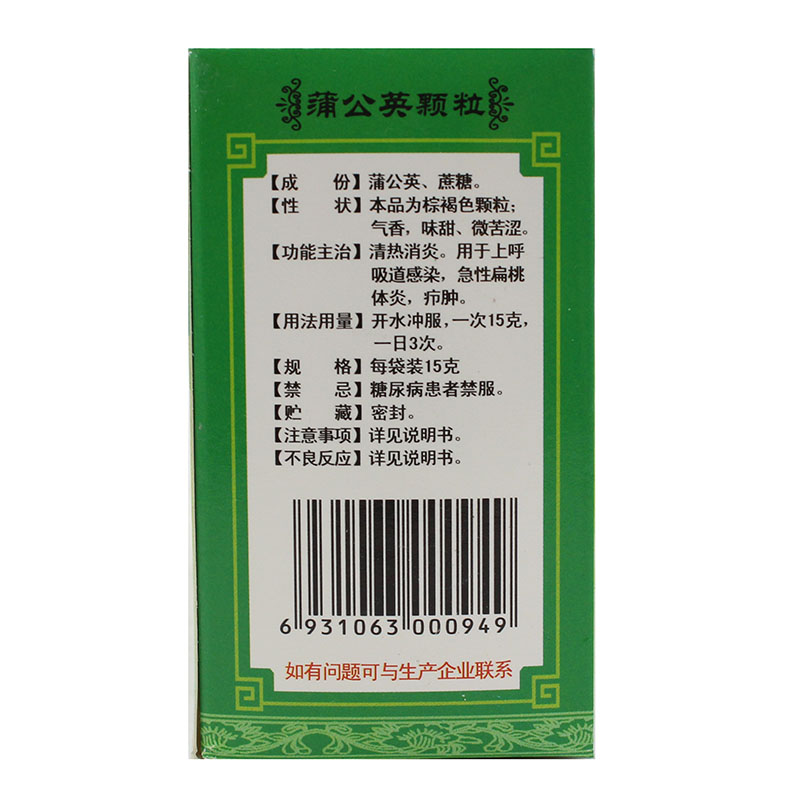 蒲公英颗粒
【成 份】蒲公英、蔗糖。
【性 状】本品为棕褐色颗粒；
气香，味甜、微苦涩。
【功能主治】清热消炎。用于上呼
吸道感染，急性扁桃
体炎，疖肿。
【用法用量】开水冲服，一次15克，
一日3次。
【规 格】每袋装15克
【禁 忌】糖尿病患者禁服。
【贮 藏】密封。
【注意事项】详见说明书。
【不良反应】详见说明书。
6 931063 000949
如有问题可与生产企业联系